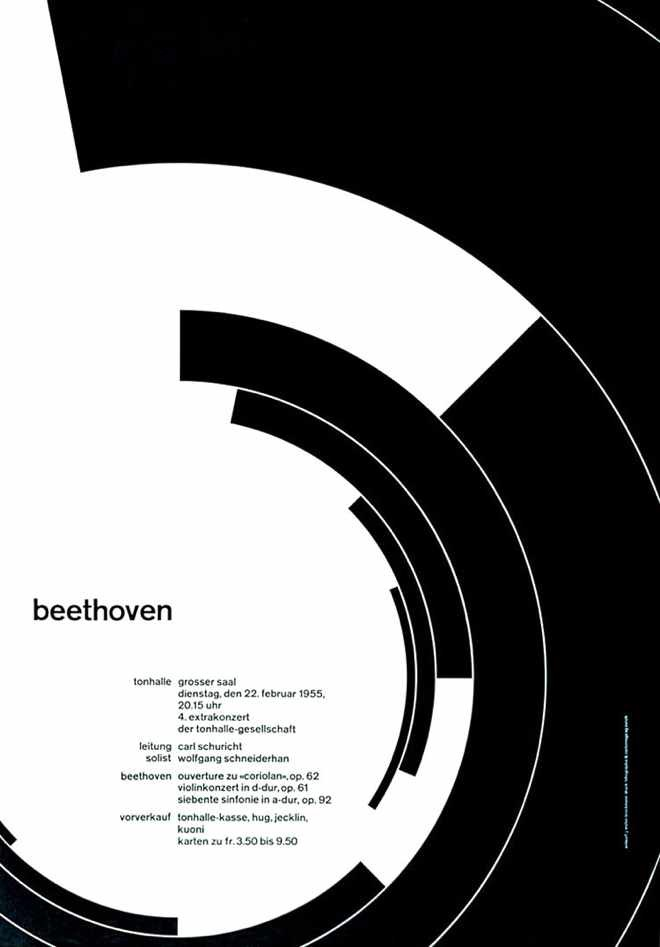 beethoven
tonhalle grosser saal
dienstag, den 22. februar 1955,
20.15 uhr
4. extrakonzert
der tonhalle-gesellschaft
leitung carl schuricht
solist wolfgang schneiderhan
beethoven ouverture zu «coriolan», op. 62
violinkonzert in d-dur, op. 61
siebente sinfonie in a-dur, op. 92
vorverkauf tonhalle-kasse, hug, jecklin,
kuoni
karten zu fr. 3.50 bis 9.50